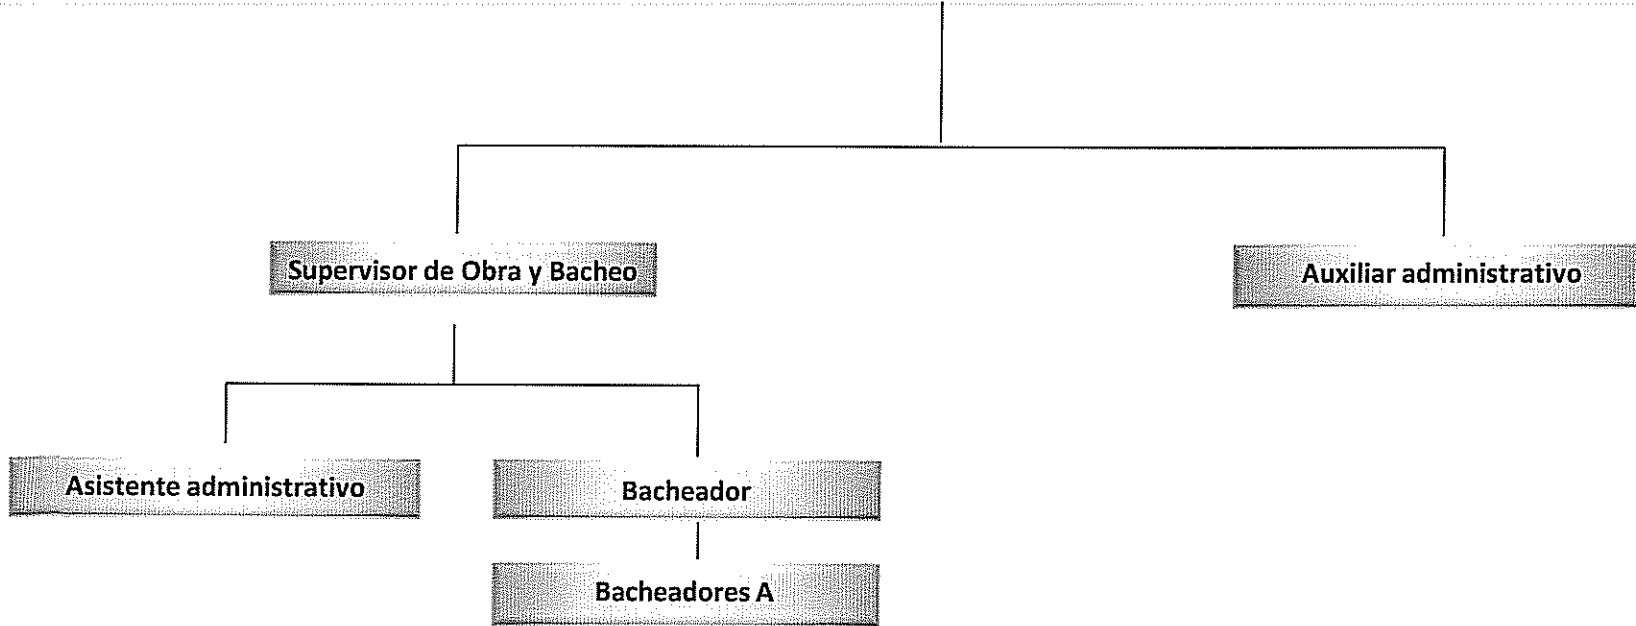 Supervisor de Obra y Bacheo
Auxiliar administrativo
Asistente administrativo
Bacheador
Bacheadores A